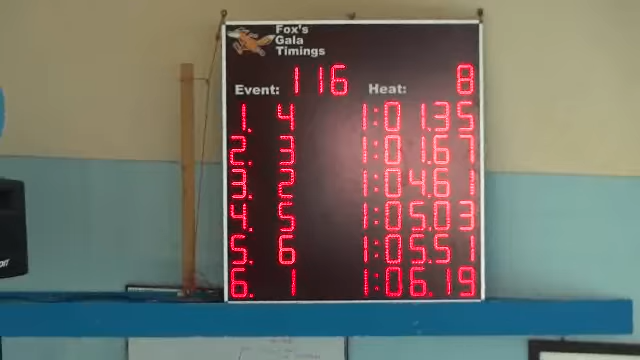 Fox's
Gala
Timings
Event: 116 Heat: 8
1. 4 1:01.35
2. 3 1:01.67
3. 2 1:04.61
4. 5 1:05.03
5. 6 1:05.51
6. 1 1:06.19